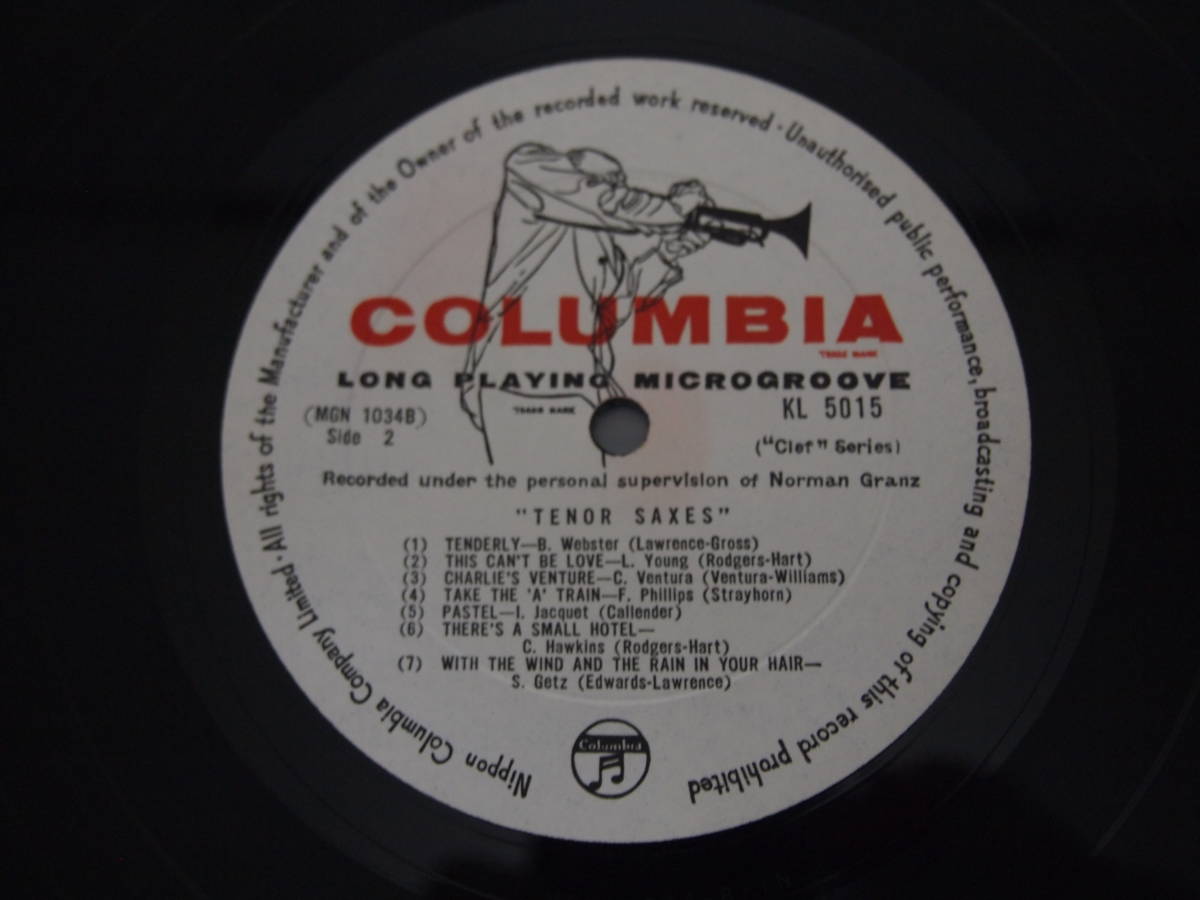 Nippon Columbia Company Limited · All rights of the Manufacturer and of the Owner of the recorded work reserved · Unauthorised public performance, broadcasting and copying of this record prohibited
COLUMBIA
TRADE MARK
LONG PLAYING MICROGROOVE
TRADE MARK
(MGN 1034B)
KL 5015
Side 2
("Clef" Series)
Recorded under the personal supervision of Norman Granz
"TENOR SAXES"
(1) TENDERLY—B. Webster (Lawrence-Gross)
(2) THIS CAN'T BE LOVE—L. Young (Rodgers-Hart)
(3) CHARLIE'S VENTURE—C. Ventura (Ventura-Williams)
(4) TAKE THE 'A' TRAIN—F. Phillips (Strayhorn)
(5) PASTEL—I. Jacquet (Callender)
(6) THERE'S A SMALL HOTEL—
C. Hawkins (Rodgers-Hart)
(7) WITH THE WIND AND THE RAIN IN YOUR HAIR—
S. Getz (Edwards-Lawrence)
Columbia